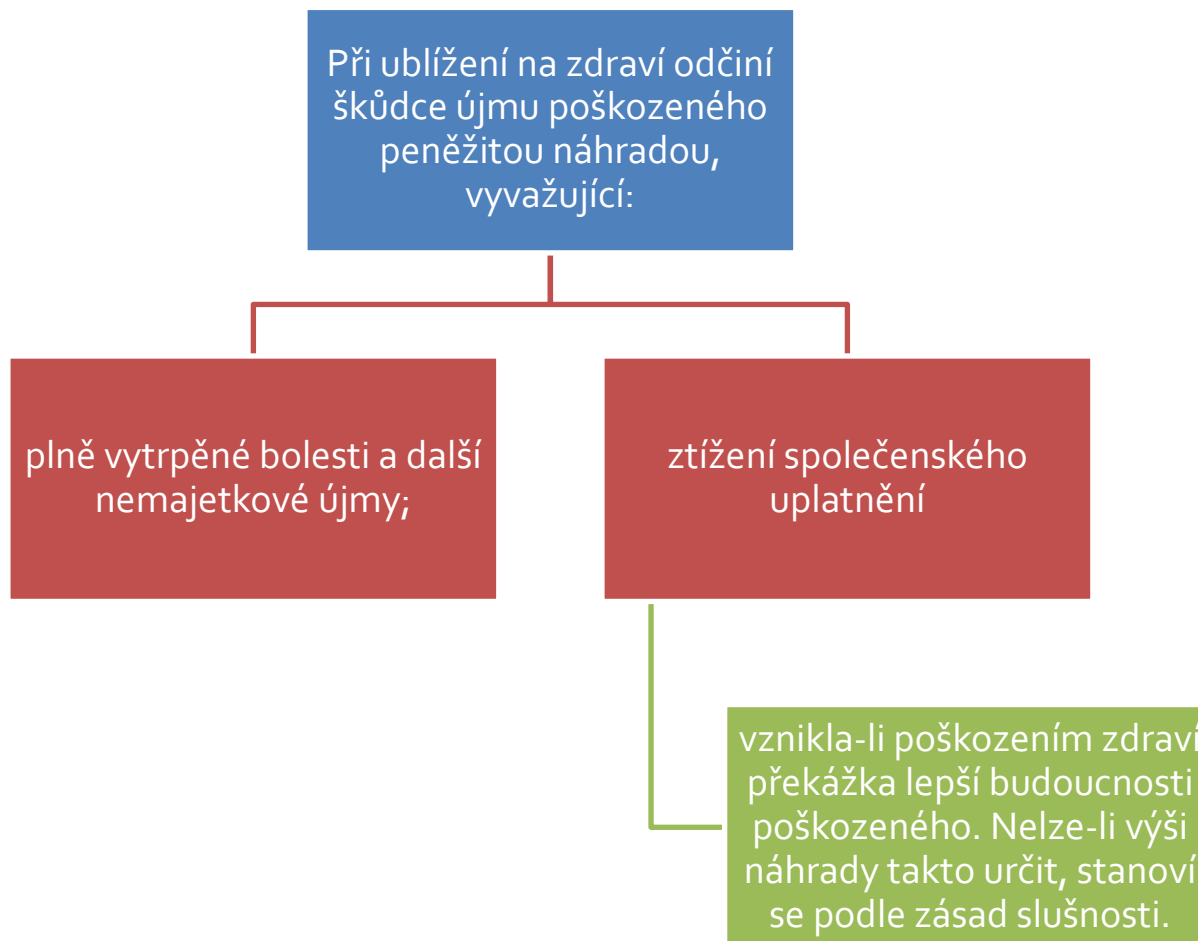 Při ublížení na zdraví odčiní
škůdce újmu poškozeného
peněžitou náhradou,
vyvažující:
plně vytrpěné bolesti a další
nemajetkové újmy;
ztížení společenského
uplatnění
vznikla-li poškozením zdraví
překážka lepší budoucnosti
poškozeného. Nelze-li výši
náhrady takto určit, stanoví
se podle zásad slušnosti.